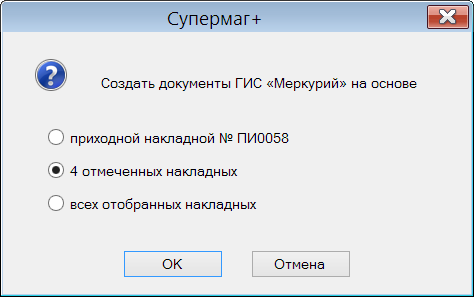 Супермаг+
Создать документы ГИС «Меркурий» на основе
приходной накладной № ПИ0058
4 отмеченных накладных
всех отобранных накладных
OK
Отмена